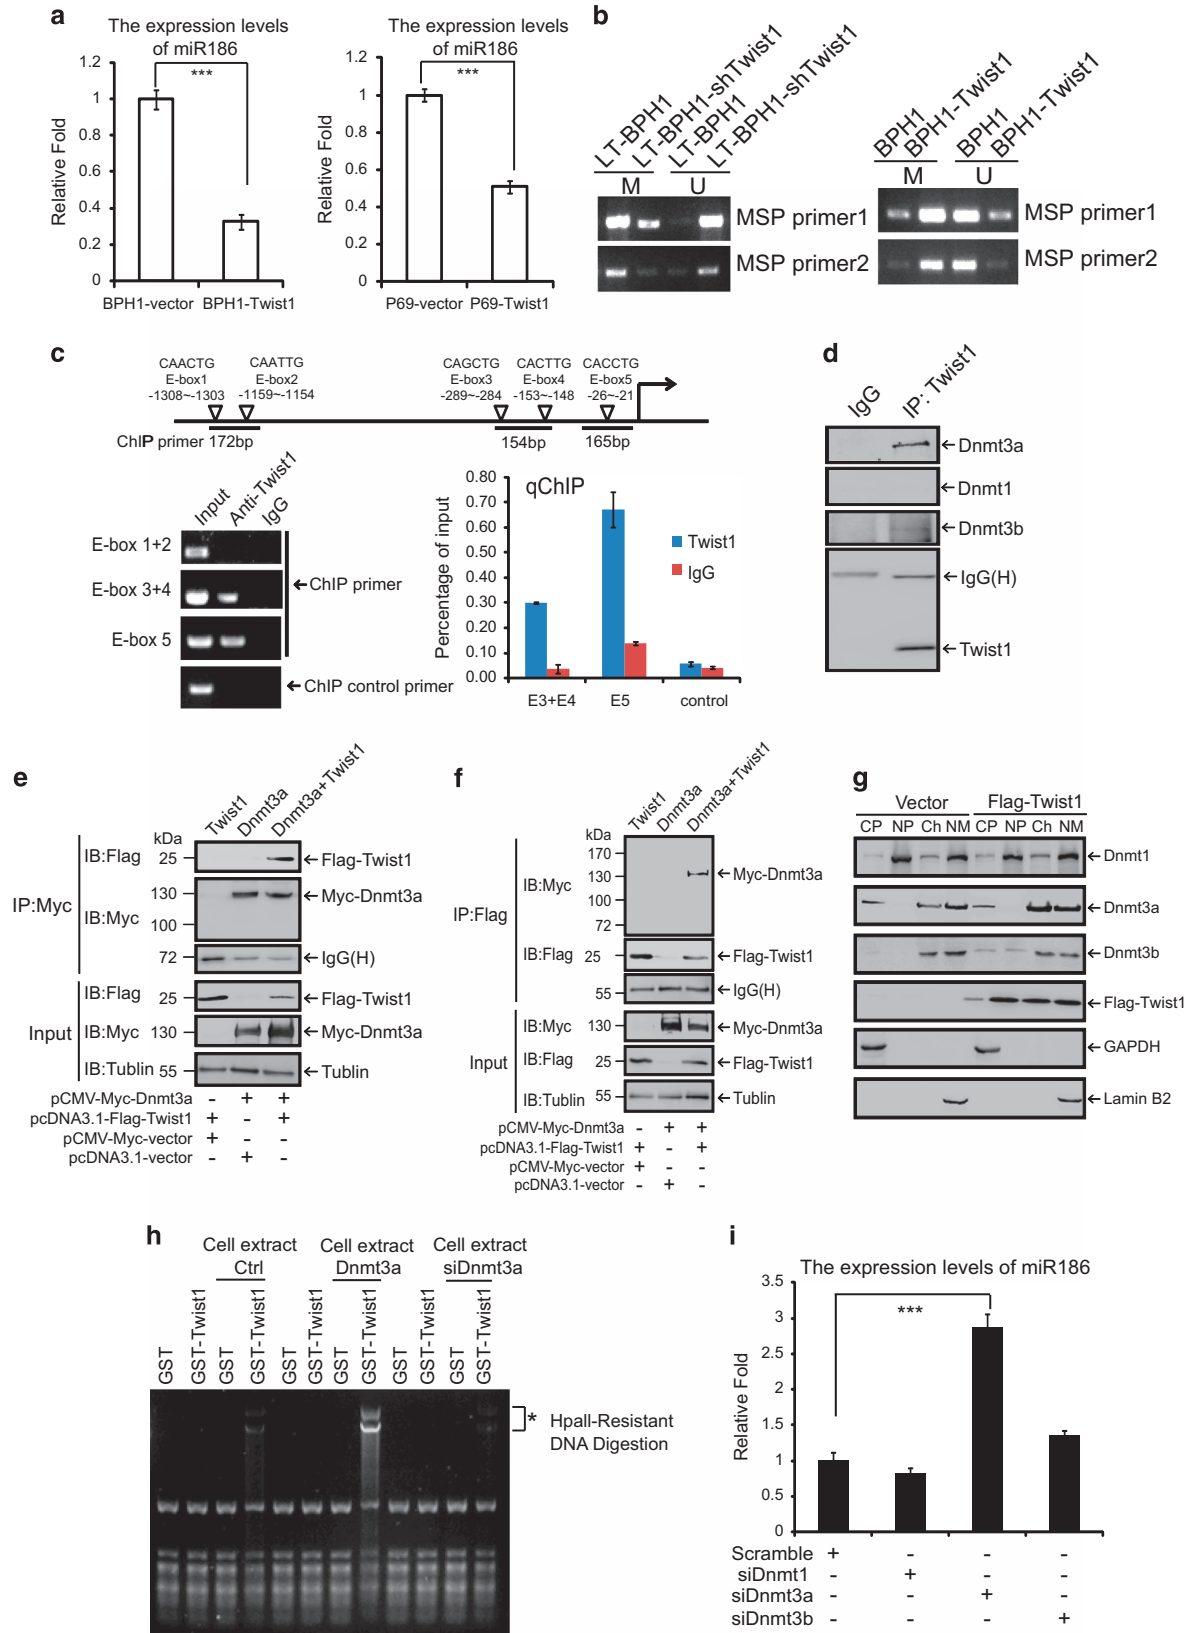 a
The expression levels
of miR186
1.2
1
0.8
0.6
0.4
0.2
0
Relative Fold
***
BPH1-vector BPH1-Twist1
The expression levels
of miR186
1.2
1
0.8
0.6
0.4
0.2
0
Relative Fold
***
P69-vector P69-Twist1
b
LT-BPH1
LT-BPH1-shTwist1
LT-BPH1
LT-BPH1-shTwist1
M U
MSP primer1
MSP primer2
BPH1
BPH1-Twist1
BPH1
BPH1-Twist1
M U
MSP primer1
MSP primer2
c
CAACTG CAATTG CAGCTG CACTTG CACCTG
E-box1 E-box2 E-box3 E-box4 E-box5
-1308~-1303 -1159~-1154 -289~-284 -153~-148 -26~-21
ChIP primer 172bp 154bp 165bp
Input
Anti-Twist1
IgG
E-box 1+2
E-box 3+4
E-box 5
ChIP primer
ChIP control primer
qChIP
0.80
0.70
0.60
0.50
0.40
0.30
0.20
0.10
0.00
Percentage of input
Twist1
IgG
E3+E4 E5 control
d
IgG
IP: Twist1
Dnmt3a
Dnmt1
Dnmt3b
IgG(H)
Twist1
e
Twist1
Dnmt3a
Dnmt3a+Twist1
kDa
IP:Myc
IB:Flag 25 Flag-Twist1
130 Myc-Dnmt3a
IB:Myc
100
72 IgG(H)
Input
IB:Flag 25 Flag-Twist1
IB:Myc 130 Myc-Dnmt3a
IB:Tublin 55 Tublin
pCMV-Myc-Dnmt3a - + +
pcDNA3.1-Flag-Twist1 + - +
pCMV-Myc-vector + - -
pcDNA3.1-vector - + -
f
Twist1
Dnmt3a
Dnmt3a+Twist1
kDa
170
IP:Flag
IB:Myc 130 Myc-Dnmt3a
100
72
IB:Flag 25 Flag-Twist1
55 IgG(H)
Input
IB:Myc 130 Myc-Dnmt3a
IB:Flag 25 Flag-Twist1
IB:Tublin 55 Tublin
pCMV-Myc-Dnmt3a - + +
pcDNA3.1-Flag-Twist1 + - +
pCMV-Myc-vector + - -
pcDNA3.1-vector - + -
g
Vector Flag-Twist1
CP NP Ch NM CP NP Ch NM
Dnmt1
Dnmt3a
Dnmt3b
Flag-Twist1
GAPDH
Lamin B2
h
Cell extract Cell extract Cell extract
Ctrl Dnmt3a siDnmt3a
GST
GST-Twist1
GST
GST-Twist1
GST
GST-Twist1
GST
GST-Twist1
GST
GST-Twist1
GST
GST-Twist1
* HpaII-Resistant
DNA Digestion
i
The expression levels of miR186
3.5
3
2.5
2
1.5
1
0.5
0
Relative Fold
***
Scramble + - - -
siDnmt1 - + - -
siDnmt3a - - + -
siDnmt3b - - - +